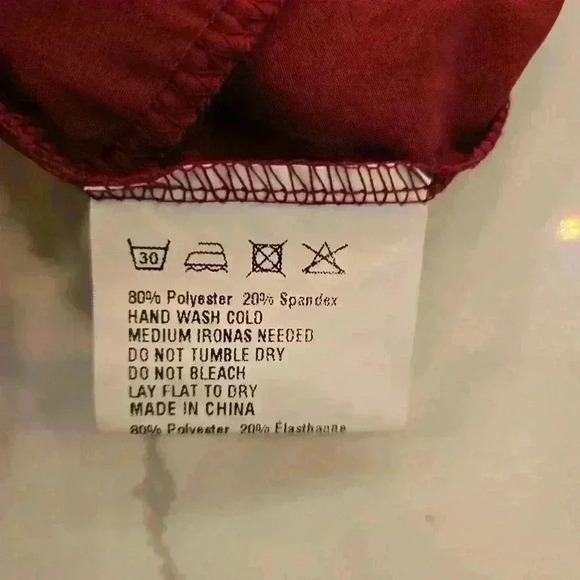 30
80% Polyester 20% Spandex
HAND WASH COLD
MEDIUM IRONAS NEEDED
DO NOT TUMBLE DRY
DO NOT BLEACH
LAY FLAT TO DRY
MADE IN CHINA
80% Polyester 20% Elasthanne